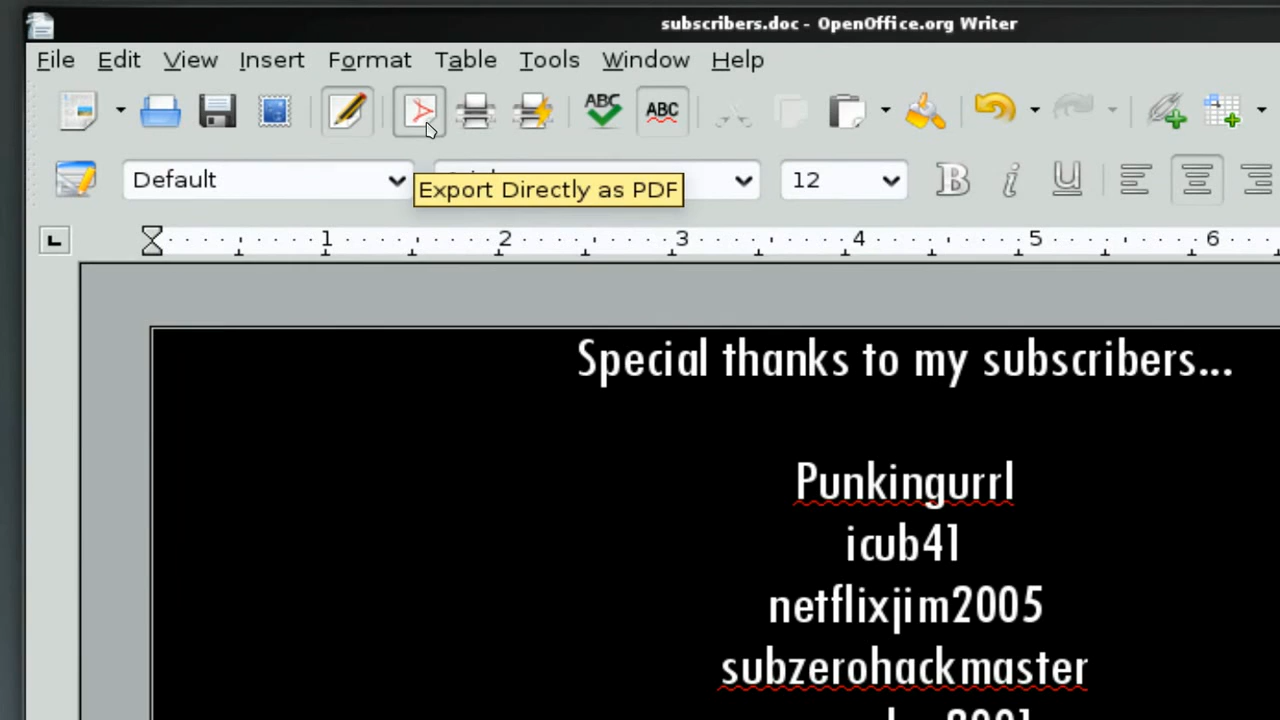 subscribers.doc - OpenOffice.org Writer
File Edit View Insert Format Table Tools Window Help
ABC ABC
Default 12 B i U
Export Directly as PDF
1 2 3 4 5 6
Special thanks to my subscribers...
Punkingurrl
icub41
netflixjim2005
subzerohackmaster